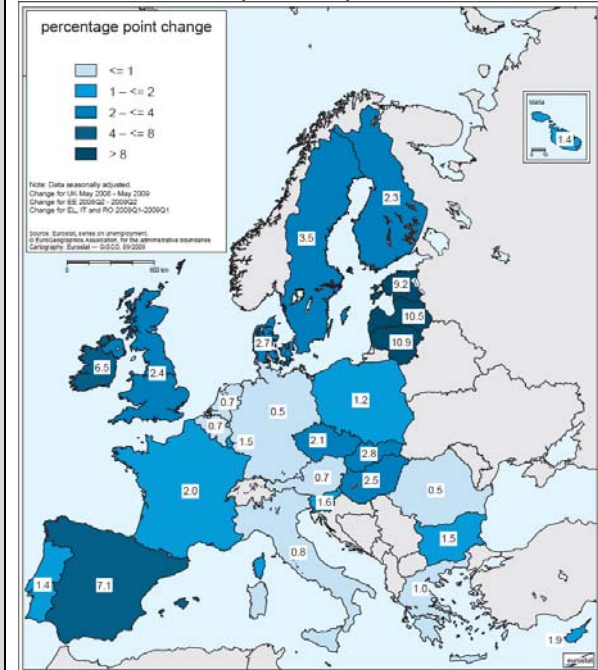 percentage point change
<= 1
1 – <= 2
2 – <= 4
4 – <= 8
> 8
Note: Data seasonally adjusted.
Change for UK May 2008 - May 2009
Change for EE 2008Q2 - 2009Q2
Change for EL, IT and RO 2008Q1-2009Q1
Source: Eurostat, series on unemployment.
© EuroGeographics Association, for the administrative boundaries
Cartography: Eurostat — GISCO, 09/2009
0
600 km
Malta
1.4
2.3
3.5
9.2
10.5
10.9
2.7
6.5
2.4
0.7
0.5
1.2
0.7
1.5
2.1
2.8
0.7
2.5
2.0
1.6
0.5
0.8
1.5
1.4
7.1
1.0
1.9
eurostat